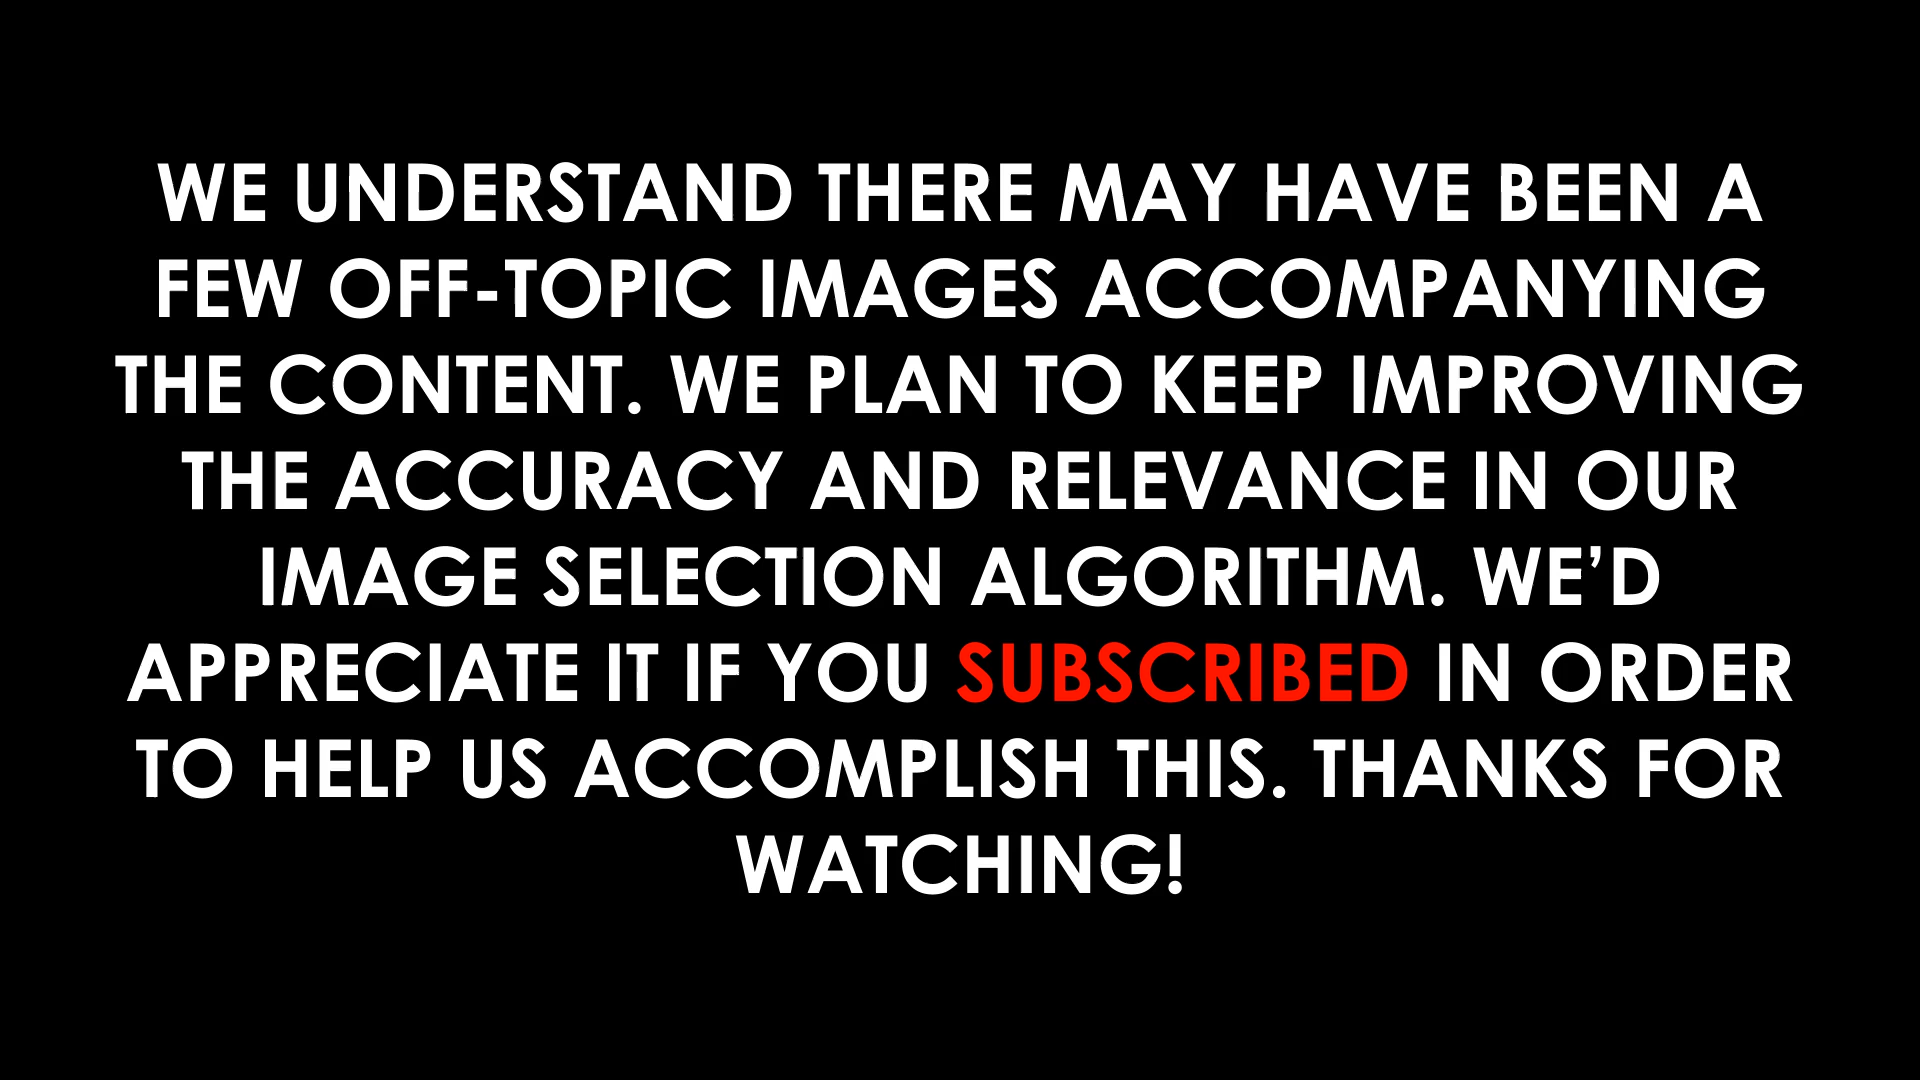 WE UNDERSTAND THERE MAY HAVE BEEN A
FEW OFF-TOPIC IMAGES ACCOMPANYING
THE CONTENT. WE PLAN TO KEEP IMPROVING
THE ACCURACY AND RELEVANCE IN OUR
IMAGE SELECTION ALGORITHM. WE’D
APPRECIATE IT IF YOU SUBSCRIBED IN ORDER
TO HELP US ACCOMPLISH THIS. THANKS FOR
WATCHING!